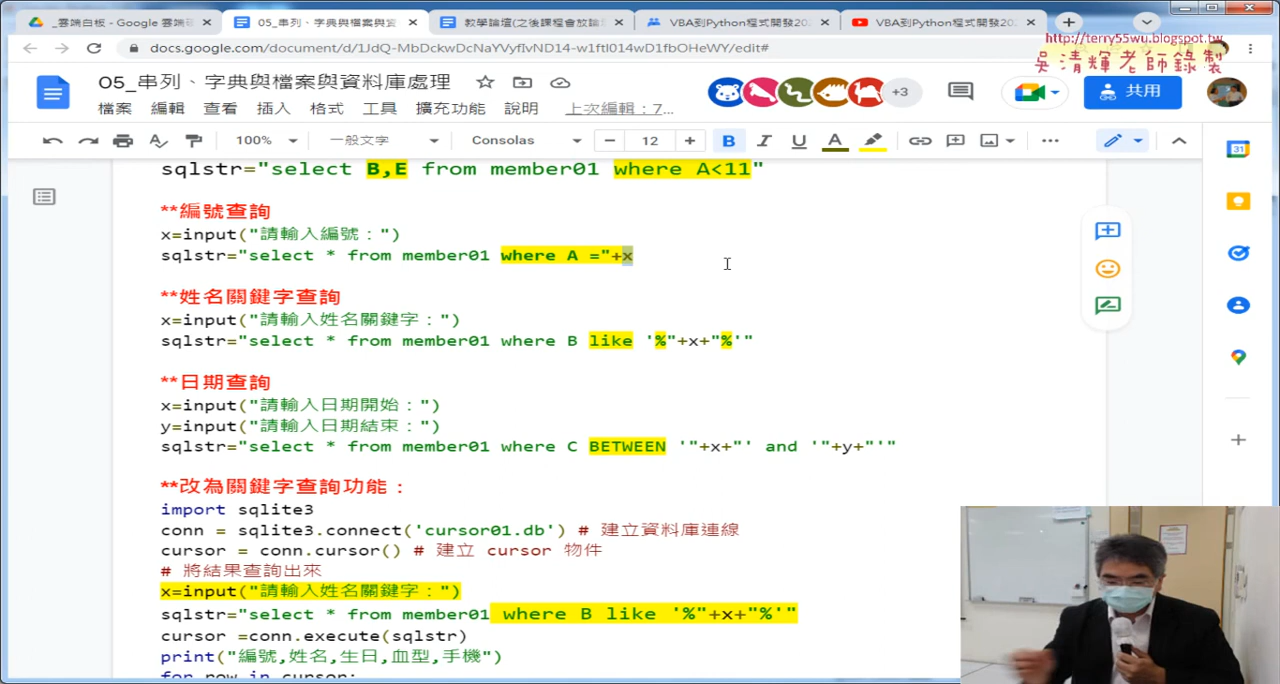 _雲端白板 - Google 雲端硬
05_串列、字典與檔案與資
教學論壇(之後課程會放論
VBA到Python程式開發202
VBA到Python程式開發202
docs.google.com/document/d/1JdQ-MbDckwDcNaYVyfIvND14-w1ftI014wD1fbOHeWY/edit#
http://terry55wu.blogspot.tw
吳清輝老師錄製
05_串列、字典與檔案與資料庫處理
+3
共用
檔案 編輯 查看 插入 格式 工具 擴充功能 說明 上次編輯：7...
100% 一般文字 Consolas 12 B I U A
31
sqlstr="select B,E from member01 where A<11"
**編號查詢
x=input("請輸入編號：")
sqlstr="select * from member01 where A ="+x
**姓名關鍵字查詢
x=input("請輸入姓名關鍵字：")
sqlstr="select * from member01 where B like '%"+x+"%'"
**日期查詢
x=input("請輸入日期開始：")
y=input("請輸入日期結束：")
sqlstr="select * from member01 where C BETWEEN '"+x+"' and '"+y+"'"
**改為關鍵字查詢功能：
import sqlite3
conn = sqlite3.connect('cursor01.db') # 建立資料庫連線
cursor = conn.cursor() # 建立 cursor 物件
# 將結果查詢出來
x=input("請輸入姓名關鍵字：")
sqlstr="select * from member01 where B like '%"+x+"%'"
cursor =conn.execute(sqlstr)
print("編號,姓名,生日,血型,手機")
for row in cursor: